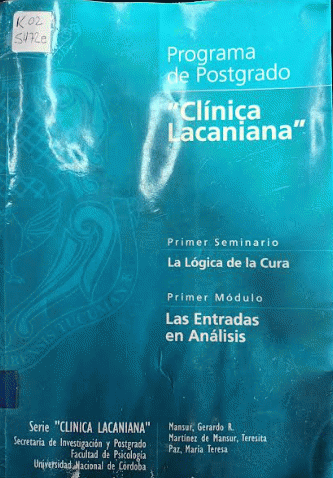 K02
S472e
Programa
de Postgrado
"Clínica
Lacaniana"
Primer Seminario
La Lógica de la Cura
Primer Módulo
Las Entradas
en Análisis
Serie "CLINICA LACANIANA"
Secretaría de Investigación y Postgrado
Facultad de Psicología
Universidad Nacional de Córdoba
Mansur, Gerardo R.
Martínez de Mansur, Teresita
Paz, María Teresa